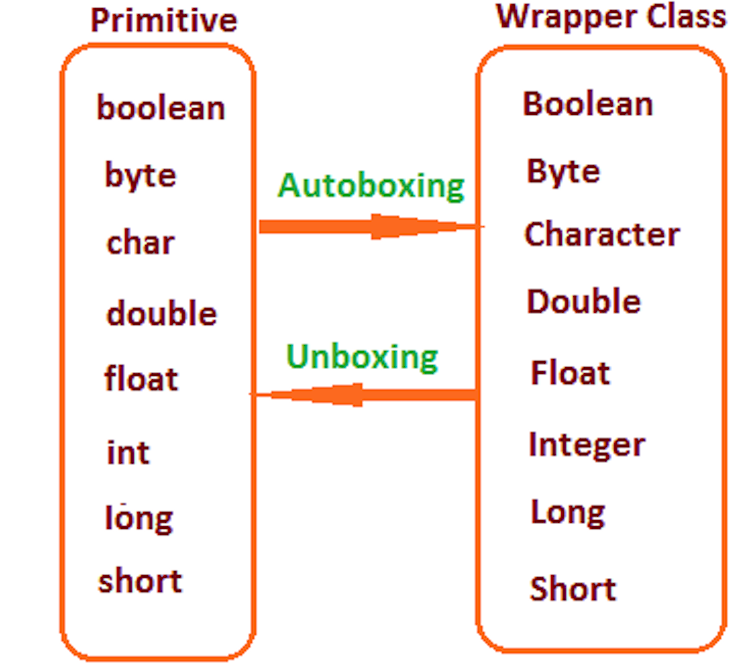 Primitive
boolean
byte
char
double
float
int
long
short
Autoboxing
Unboxing
Wrapper Class
Boolean
Byte
Character
Double
Float
Integer
Long
Short